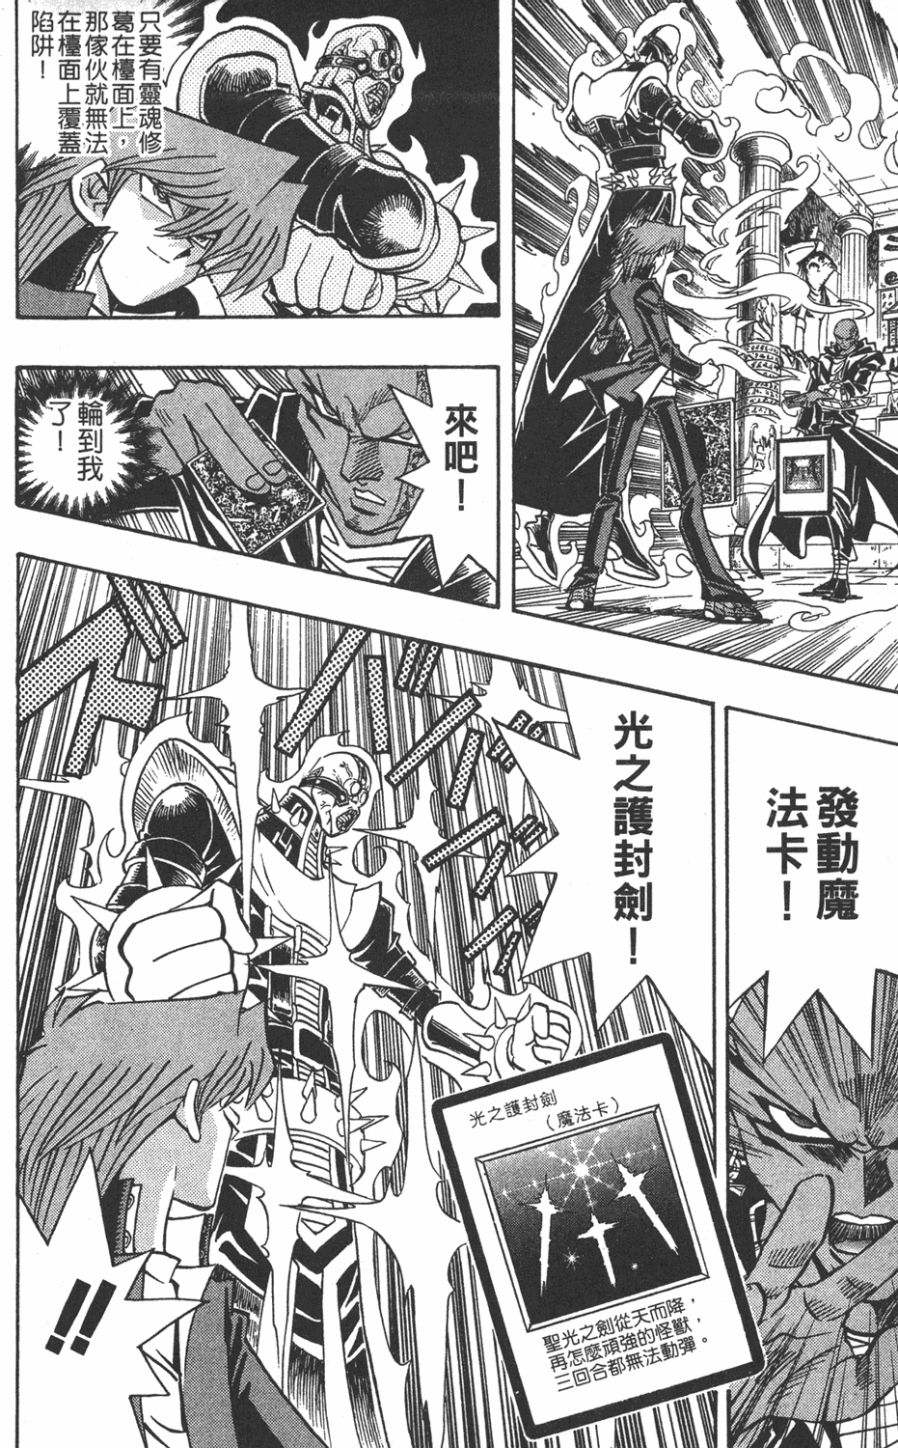 只要有靈魂修
葛在檯面上，
那傢伙就無法
在檯面上覆蓋
陷阱！
來吧！
輪到我
了！
發動魔
法卡！
光之護封劍！
光之護封劍
（魔法卡）
聖光之劍從天而降，
再怎麼頑強的怪獸，
三回合都無法動彈。
!!